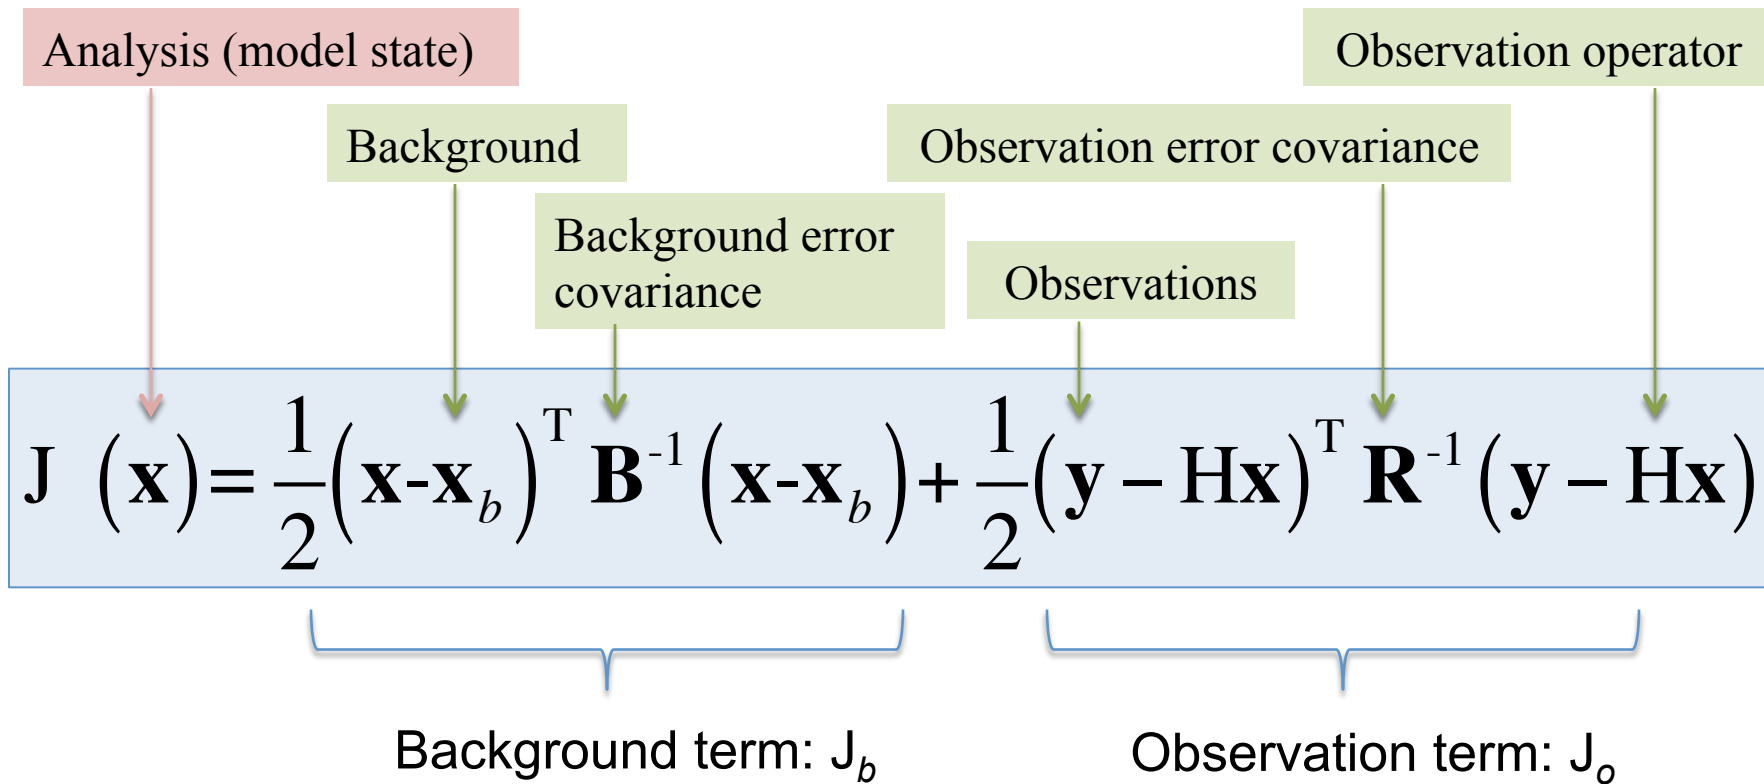 Analysis (model state)
Observation operator
Background
Observation error covariance
Background error
covariance
Observations
J (x)= 1/2 (x-x_b)^T B^-1 (x-x_b)+ 1/2 (y – Hx)^T R^-1 (y – Hx)
Background term: J_b
Observation term: J_o